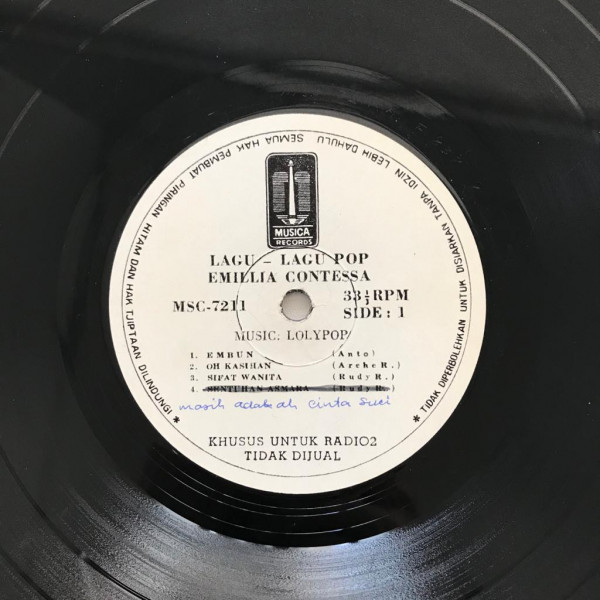 SEMUA HAK PEMBUAT PIRINGAN HITAM DAN HAK TJIPTAAN DILINDUNGI *
* TIDAK DIPERBOLEHKAN UNTUK DISIARKAN TANPA IDZIN LEBIH DAHULU
MUSICA
RECORDS
LAGU - LAGU POP
EMILLIA CONTESSA
MSC-7211 33⅓ RPM
SIDE : 1
MUSIC: LOLYPOP
1. EMBUN (Anto)
2. OH KASIHAN (Arche R.)
3. SIFAT WANITA (Rudy R.)
4. SENTUHAN ASMARA (Rudy R.)
masih adakah cinta suci
KHUSUS UNTUK RADIO2
TIDAK DIJUAL